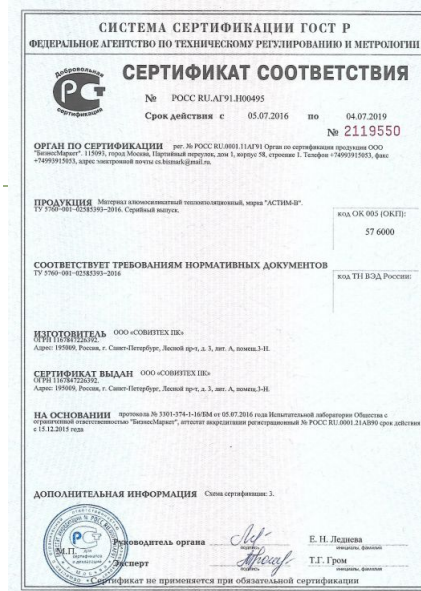 СИСТЕМА СЕРТИФИКАЦИИ ГОСТ Р
ФЕДЕРАЛЬНОЕ АГЕНТСТВО ПО ТЕХНИЧЕСКОМУ РЕГУЛИРОВАНИЮ И МЕТРОЛОГИИ
Добровольная
сертификация
СЕРТИФИКАТ СООТВЕТСТВИЯ
№ РОСС RU.АГ91.Н00495
Срок действия с 05.07.2016 по 04.07.2019
№ 2119550
ОРГАН ПО СЕРТИФИКАЦИИ рег. № РОСС RU.0001.11АГ91 Орган по сертификации продукции ООО
"БизнесМаркет". 115093, город Москва, Партийный переулок, дом 1, корпус 58, строение 1. Телефон +74993915053, факс
+74993915053, адрес электронной почты cs.bizmark@mail.ru.
ПРОДУКЦИЯ Материал алюмосиликатный теплоизоляционный, марка "АСТИМ-В".
ТУ 5760-001-02585393-2016. Серийный выпуск.
код ОК 005 (ОКП):
57 6000
СООТВЕТСТВУЕТ ТРЕБОВАНИЯМ НОРМАТИВНЫХ ДОКУМЕНТОВ
ТУ 5760-001-02585393-2016
код ТН ВЭД России:
ИЗГОТОВИТЕЛЬ ООО «СОВИЗТЕХ ПК»
ОГРН 1167847226392.
Адрес: 195009, Россия, г. Санкт-Петербург, Лесной пр-т, д. 3, лит. А, помещ.3-Н.
СЕРТИФИКАТ ВЫДАН ООО «СОВИЗТЕХ ПК»
ОГРН 1167847226392.
Адрес: 195009, Россия, г. Санкт-Петербург, Лесной пр-т, д. 3, лит. А, помещ.3-Н.
НА ОСНОВАНИИ протокола № 3301-374-1-16/БМ от 05.07.2016 года Испытательной лаборатории Общества с
ограниченной ответственностью "БизнесМаркет", аттестат аккредитации регистрационный № РОСС RU.0001.21АВ90 срок действия
с 15.12.2015 года
ДОПОЛНИТЕЛЬНАЯ ИНФОРМАЦИЯ Схема сертификации: 3.
М.П.
Руководитель органа
подпись
Е. Н. Леднева
инициалы, фамилия
Эксперт
подпись
Т.Г. Гром
инициалы, фамилия
Сертификат не применяется при обязательной сертификации